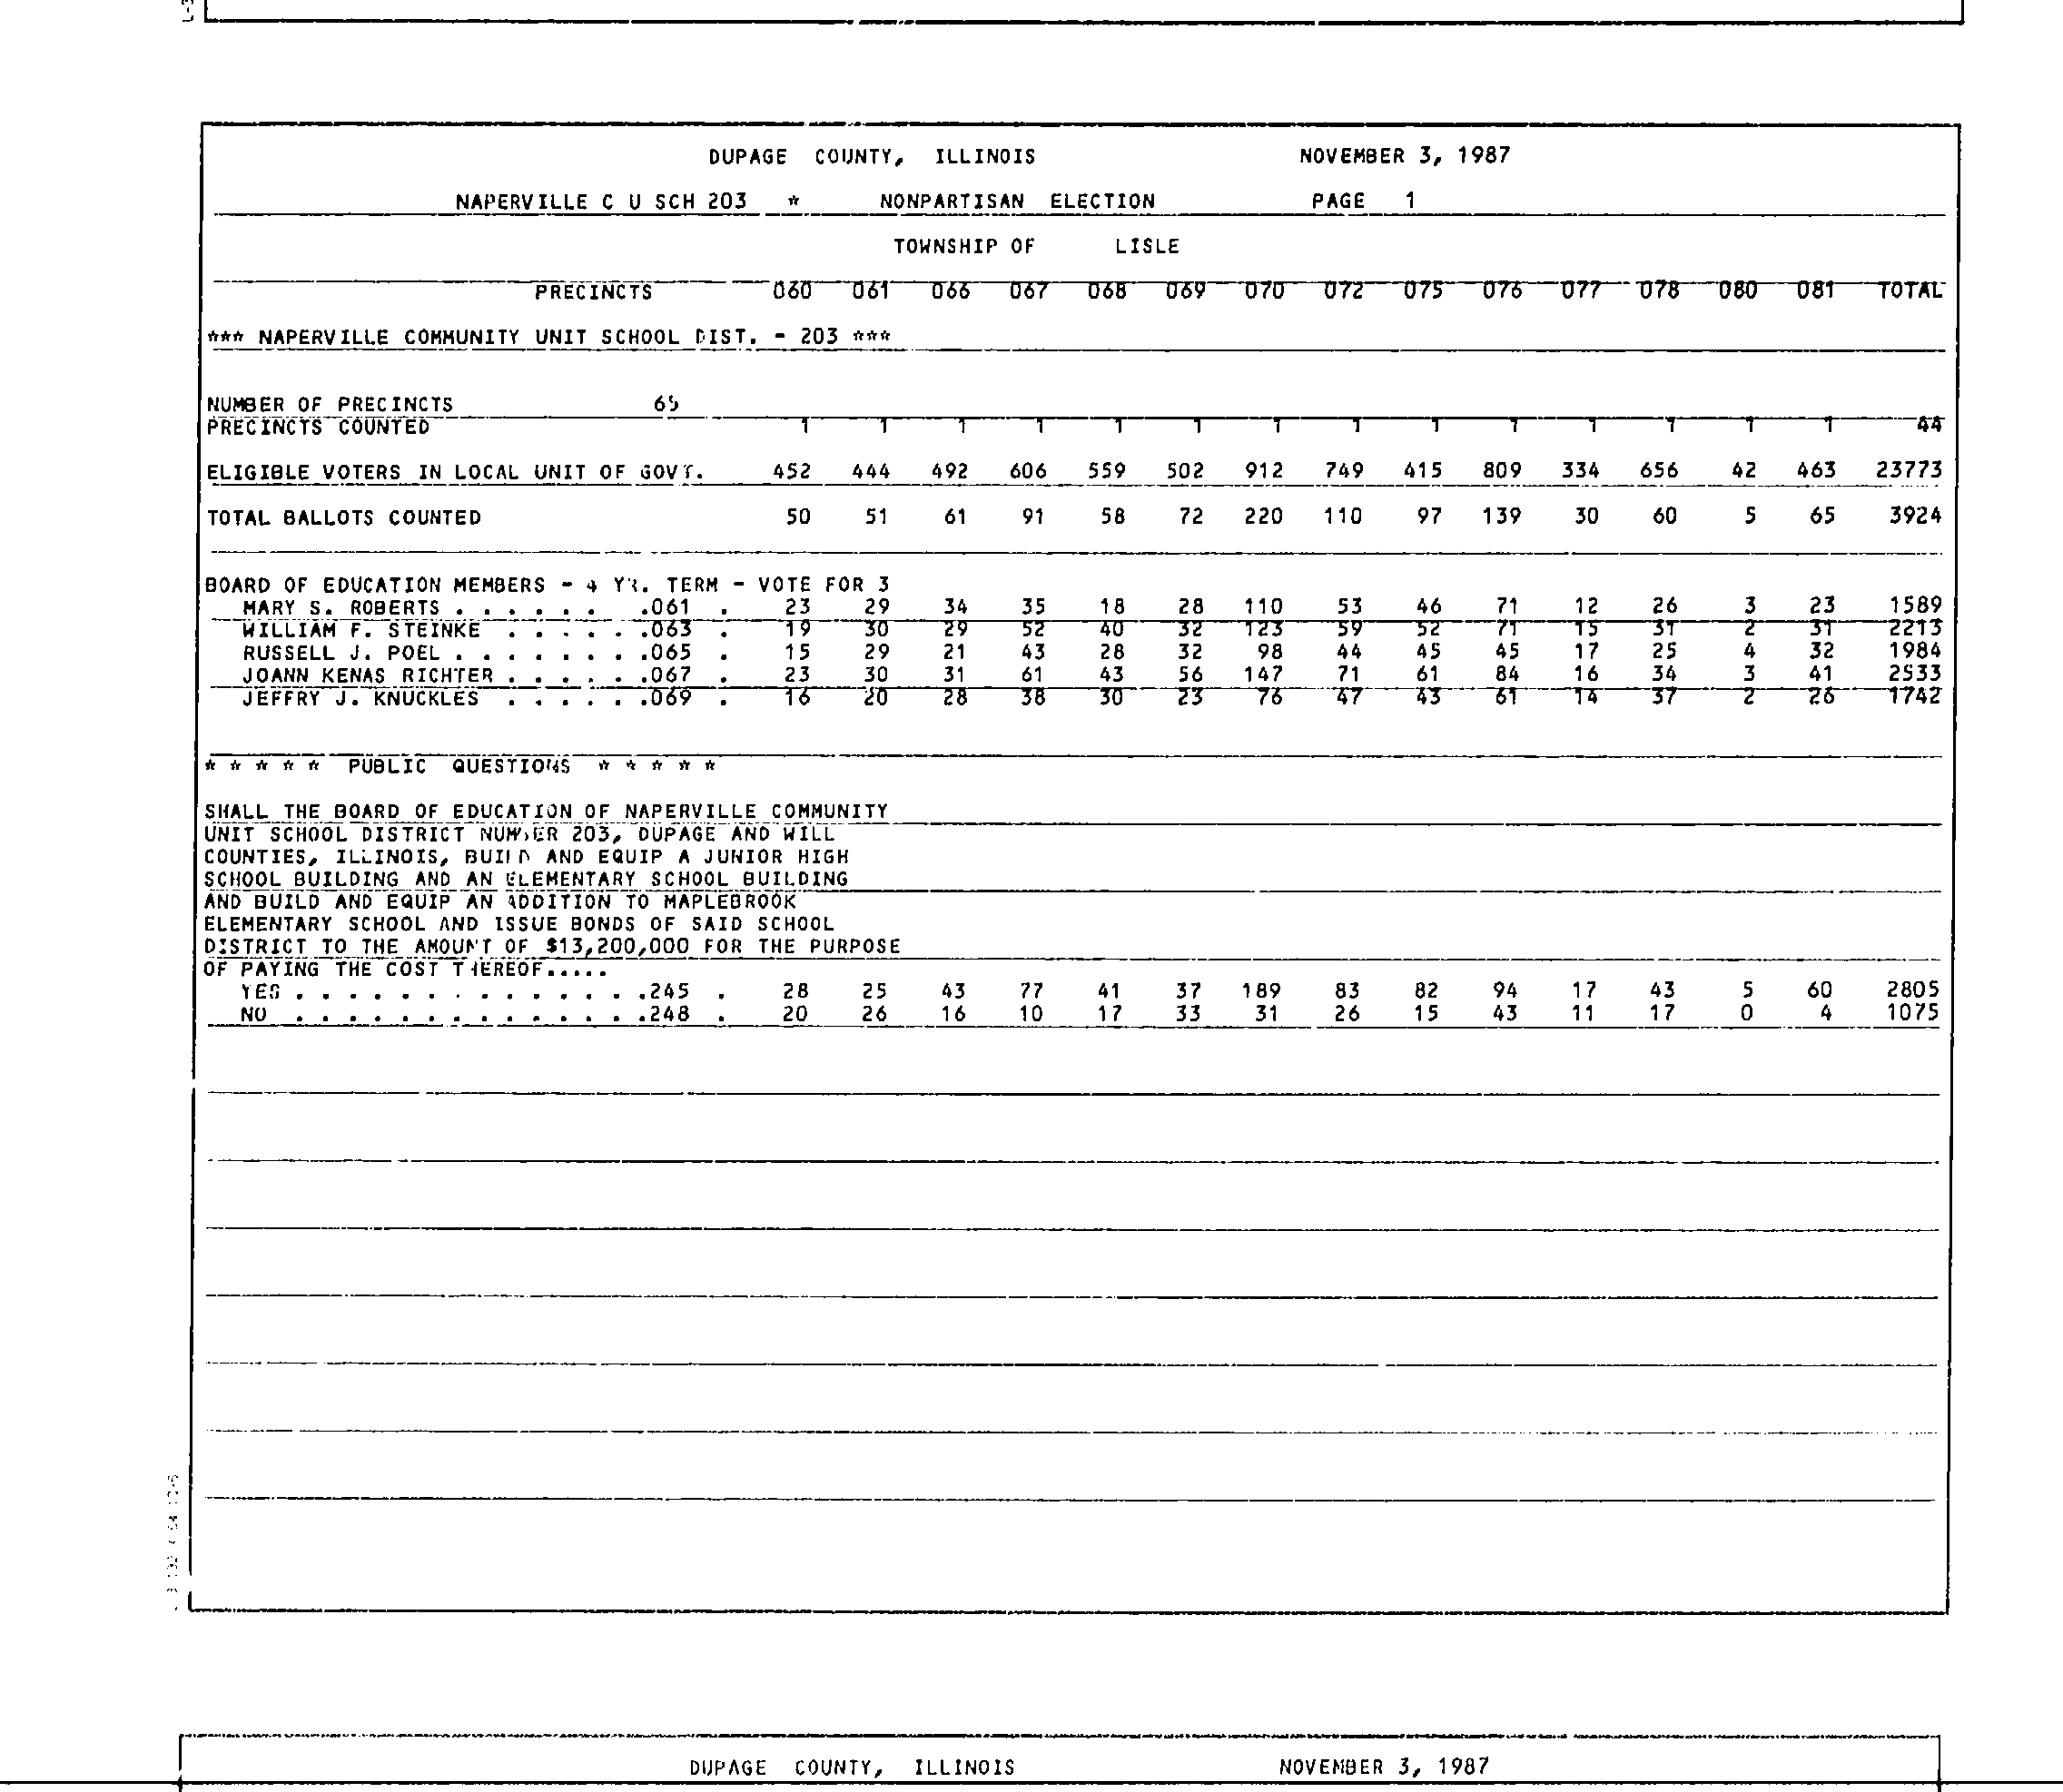 DUPAGE COUNTY, ILLINOIS NOVEMBER 3, 1987
NAPERVILLE C U SCH 203 * NONPARTISAN ELECTION PAGE 1
TOWNSHIP OF LISLE
PRECINCTS 060 061 066 067 068 069 070 072 075 076 077 078 080 081 TOTAL
*** NAPERVILLE COMMUNITY UNIT SCHOOL DIST. - 203 ***
NUMBER OF PRECINCTS 65
PRECINCTS COUNTED 1 1 1 1 1 1 1 1 1 1 1 1 1 1 44
ELIGIBLE VOTERS IN LOCAL UNIT OF GOVT. 452 444 492 606 559 502 912 749 415 809 334 656 42 463 23773
TOTAL BALLOTS COUNTED 50 51 61 91 58 72 220 110 97 139 30 60 5 65 3924
BOARD OF EDUCATION MEMBERS - 4 YR. TERM - VOTE FOR 3
MARY S. ROBERTS . . . . . . .061 . 23 29 34 35 18 28 110 53 46 71 12 26 3 23 1589
WILLIAM F. STEINKE . . . . . .063 . 19 30 29 52 40 32 123 59 52 71 15 31 2 31 2213
RUSSELL J. POEL . . . . . . . .065 . 15 29 21 43 28 32 98 44 45 45 17 25 4 32 1984
JOANN KENAS RICHTER . . . . . .067 . 23 30 31 61 43 56 147 71 61 84 16 34 3 41 2533
JEFFRY J. KNUCKLES . . . . . .069 . 16 20 28 38 30 23 76 47 43 61 14 37 2 26 1742
* * * * * PUBLIC QUESTIONS * * * * *
SHALL THE BOARD OF EDUCATION OF NAPERVILLE COMMUNITY
UNIT SCHOOL DISTRICT NUMBER 203, DUPAGE AND WILL
COUNTIES, ILLINOIS, BUILD AND EQUIP A JUNIOR HIGH
SCHOOL BUILDING AND AN ELEMENTARY SCHOOL BUILDING
AND BUILD AND EQUIP AN ADDITION TO MAPLEBROOK
ELEMENTARY SCHOOL AND ISSUE BONDS OF SAID SCHOOL
DISTRICT TO THE AMOUNT OF $13,200,000 FOR THE PURPOSE
OF PAYING THE COST THEREOF.....
YES . . . . . . . . . . . . . .245 . 28 25 43 77 41 37 189 83 82 94 17 43 5 60 2805
NO . . . . . . . . . . . . . .248 . 20 26 16 10 17 33 31 26 15 43 11 17 0 4 1075
DUPAGE COUNTY, ILLINOIS NOVEMBER 3, 1987